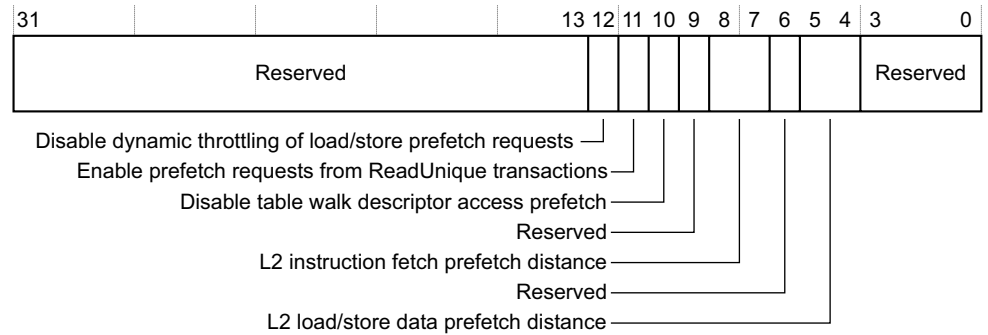 31 13 12 11 10 9 8 7 6 5 4 3 0
Reserved Reserved
Disable dynamic throttling of load/store prefetch requests
Enable prefetch requests from ReadUnique transactions
Disable table walk descriptor access prefetch
Reserved
L2 instruction fetch prefetch distance
Reserved
L2 load/store data prefetch distance